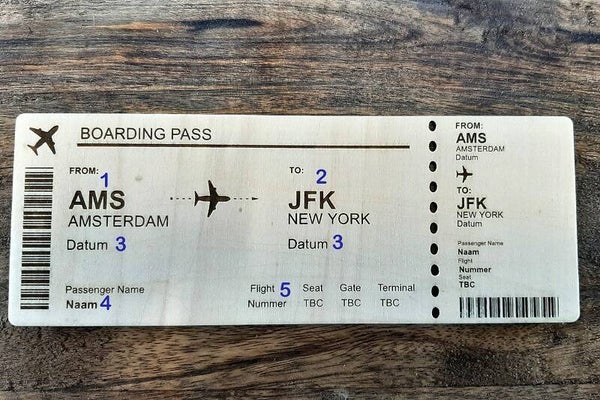 BOARDING PASS
FROM: 1
AMS
AMSTERDAM
Datum 3
TO: 2
JFK
NEW YORK
Datum 3
Passenger Name
Naam 4
Flight 5 Seat Gate Terminal
Nummer TBC TBC TBC
FROM:
AMS
AMSTERDAM
Datum
TO:
JFK
NEW YORK
Datum
Passenger Name
Naam
Flight
Nummer
Seat
TBC